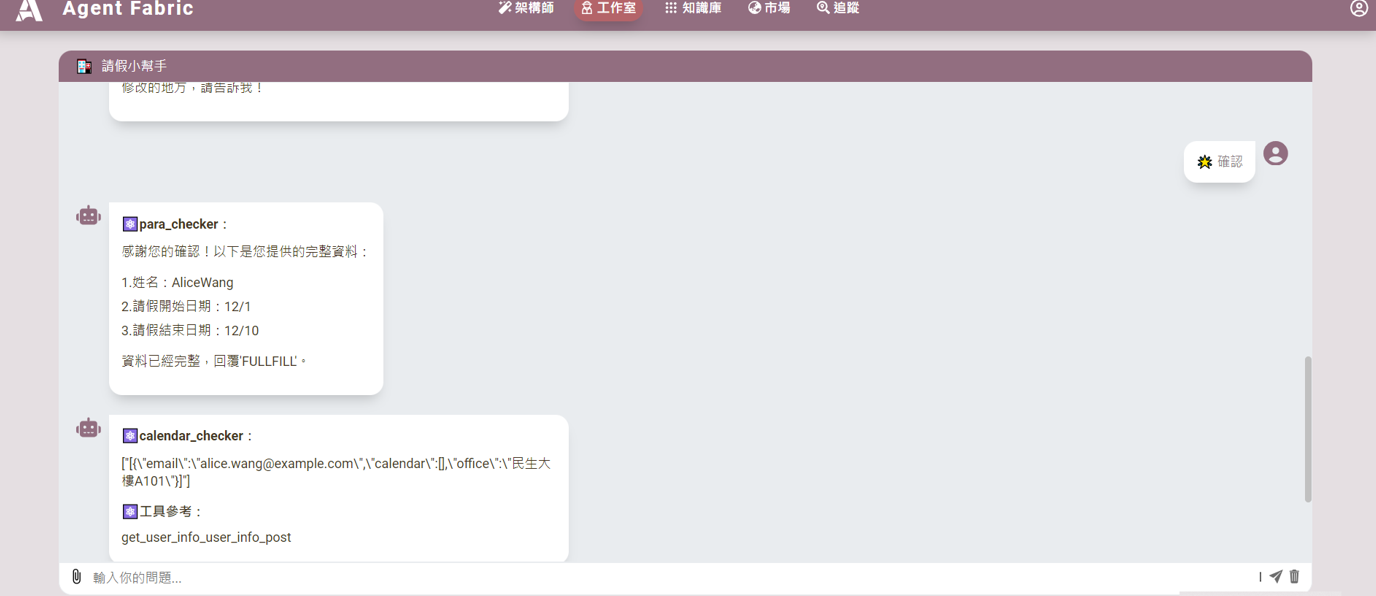 Agent Fabric
架構師
工作室
知識庫
市場
追蹤
請假小幫手
修改的地方，請告訴我！
確認
para_checker：
感謝您的確認！以下是您提供的完整資料：
1.姓名：AliceWang
2.請假開始日期：12/1
3.請假結束日期：12/10
資料已經完整，回覆'FULLFILL'。
calendar_checker：
["[{\"email\":\"alice.wang@example.com\",\"calendar\":[],\"office\":\"民生大
樓A101\"}]"]
工具參考：
get_user_info_user_info_post
輸入你的問題...